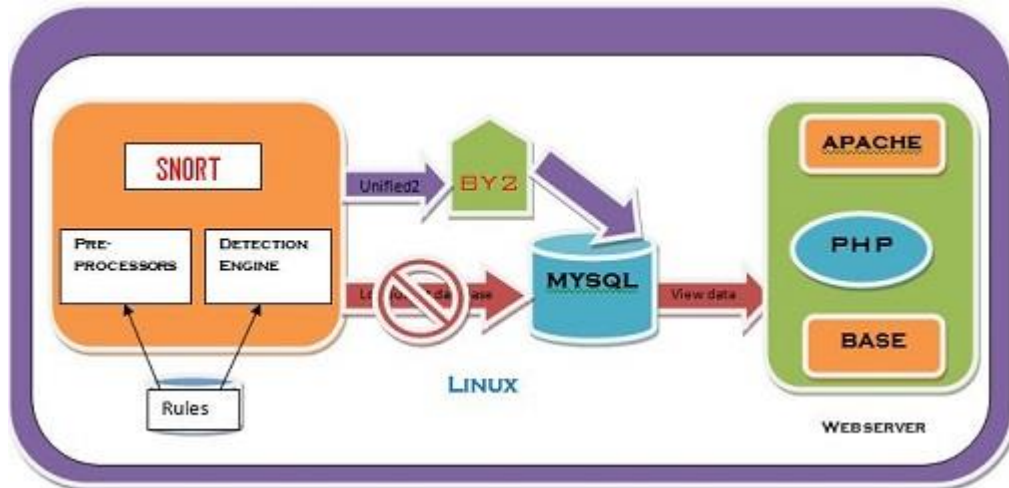 SNORT
PRE-
PROCESSORS
DETECTION
ENGINE
Rules
Unified2
BY2
MYSQL
View data
LINUX
APACHE
PHP
BASE
WEBSERVER